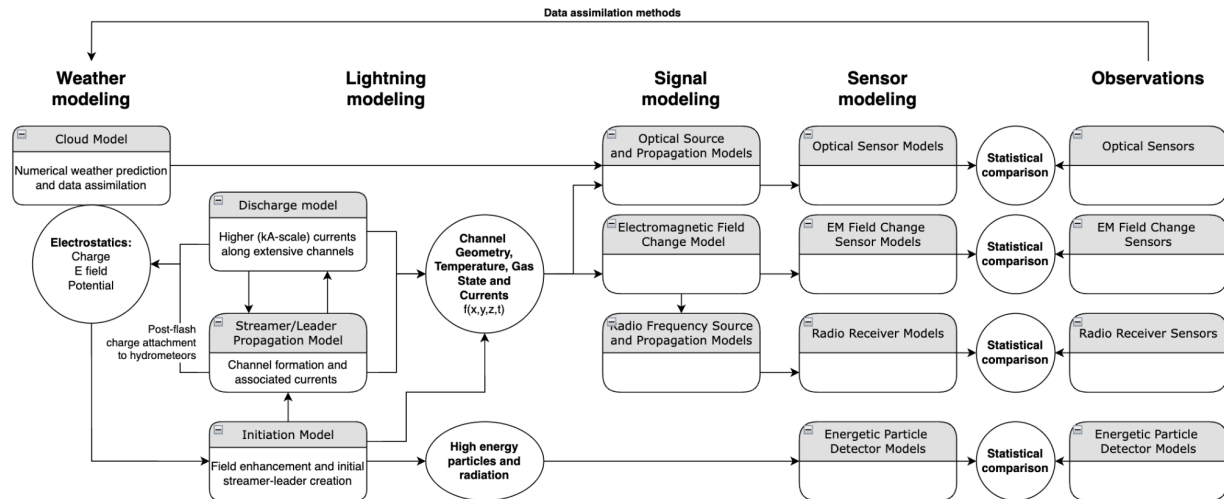 Data assimilation methods
Weather
modeling
Lightning
modeling
Signal
modeling
Sensor
modeling
Observations
Cloud Model
Numerical weather prediction
and data assimilation
Electrostatics:
Charge
E field
Potential
Post-flash
charge attachment
to hydrometeors
Discharge model
Higher (kA-scale) currents
along extensive channels
Streamer/Leader
Propagation Model
Channel formation and
associated currents
Initiation Model
Field enhancement and initial
streamer-leader creation
Channel
Geometry,
Temperature, Gas
State and
Currents
f(x,y,z,t)
High energy
particles and
radiation
Optical Source
and Propagation Models
Electromagnetic Field
Change Model
Radio Frequency Source
and Propagation Models
Optical Sensor Models
EM Field Change
Sensor Models
Radio Receiver Models
Energetic Particle
Detector Models
Statistical
comparison
Statistical
comparison
Statistical
comparison
Statistical
comparison
Optical Sensors
EM Field Change
Sensors
Radio Receiver Sensors
Energetic Particle
Detector Models